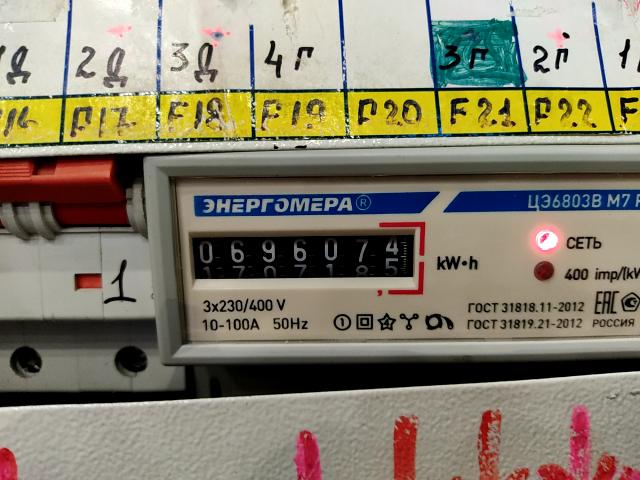 2Д 3Д 4Г 3Г 2Г
F17 F18 F19 F20 F21 F22
ЭНЕРГОМЕРА® ЦЭ6803В М7
0696074
kW•h
СЕТЬ
400 imp/(kW
3x230/400 V
10-100A 50Hz
ГОСТ 31818.11-2012 EAC
ГОСТ 31819.21-2012 РОССИЯ
1